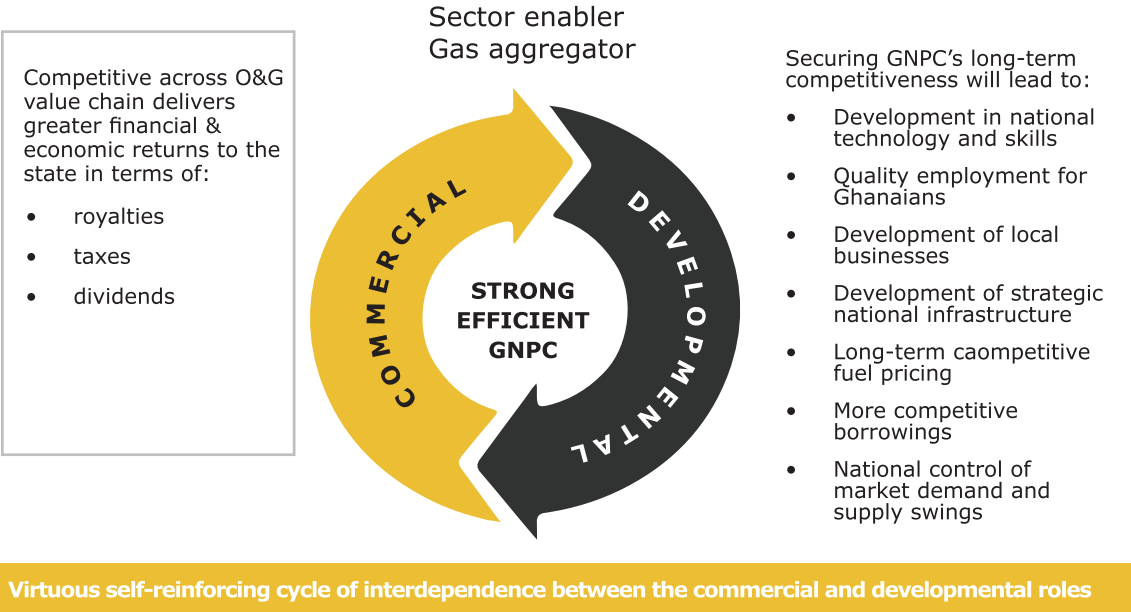 Sector enabler
Gas aggregator
Competitive across O&G
value chain delivers
greater financial &
economic returns to the
state in terms of:
• royalties
• taxes
• dividends
COMMERCIAL
DEVELOPMENTAL
STRONG
EFFICIENT
GNPC
Securing GNPC’s long-term
competitiveness will lead to:
• Development in national
technology and skills
• Quality employment for
Ghanaians
• Development of local
businesses
• Development of strategic
national infrastructure
• Long-term caompetitive
fuel pricing
• More competitive
borrowings
• National control of
market demand and
supply swings
Virtuous self-reinforcing cycle of interdependence between the commercial and developmental roles